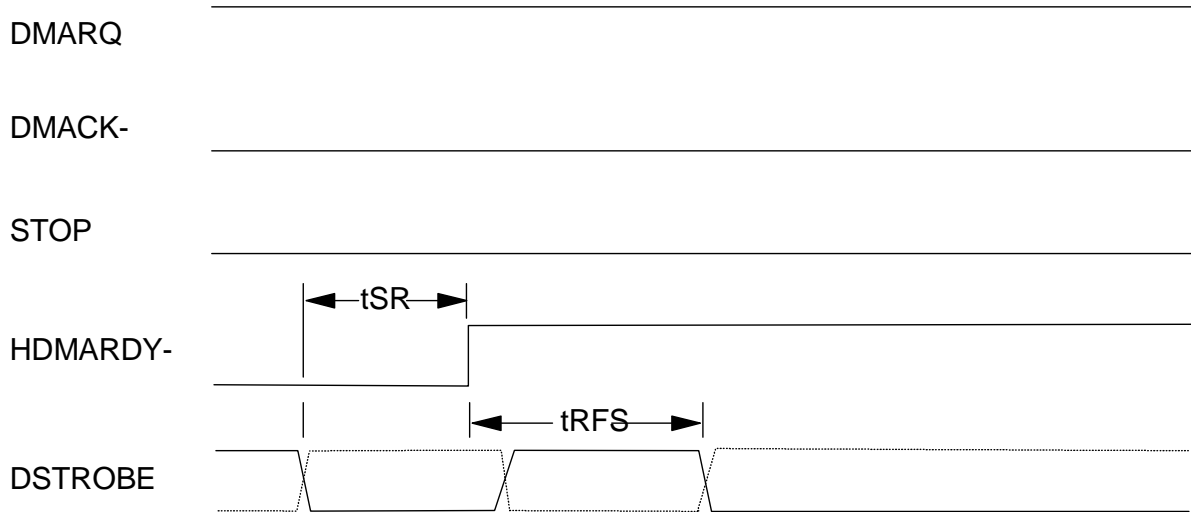 DMARQ
DMACK-
STOP
tSR
HDMARDY-
tRFS
DSTROBE